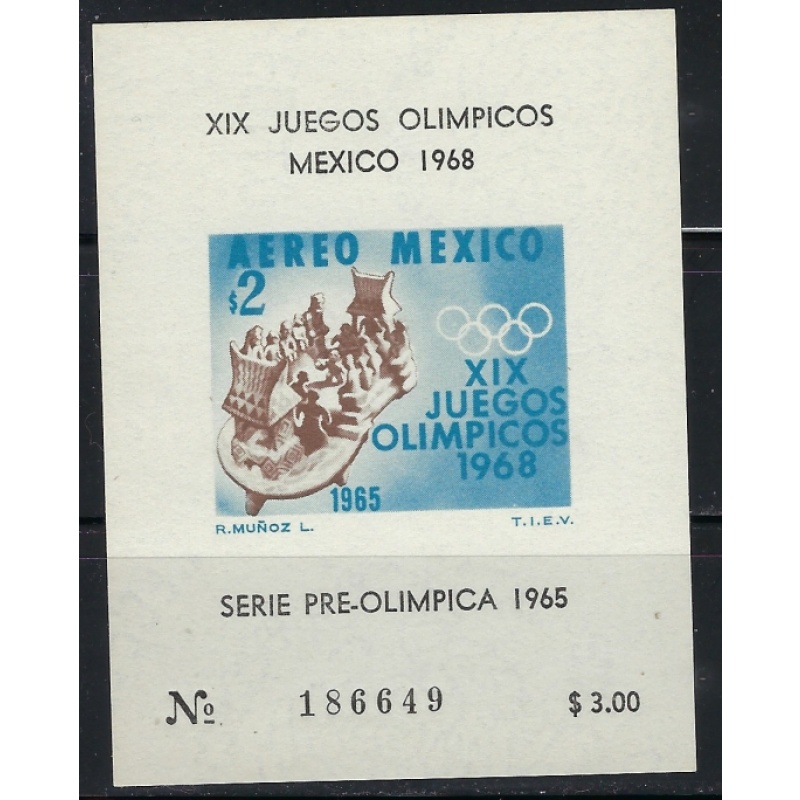 XIX JUEGOS OLIMPICOS
MEXICO 1968
AEREO MEXICO
$2
XIX
JUEGOS
OLIMPICOS
1968
1965
R.MUÑOZ L. T.I.E.V.
SERIE PRE-OLIMPICA 1965
No 186649 $ 3.00